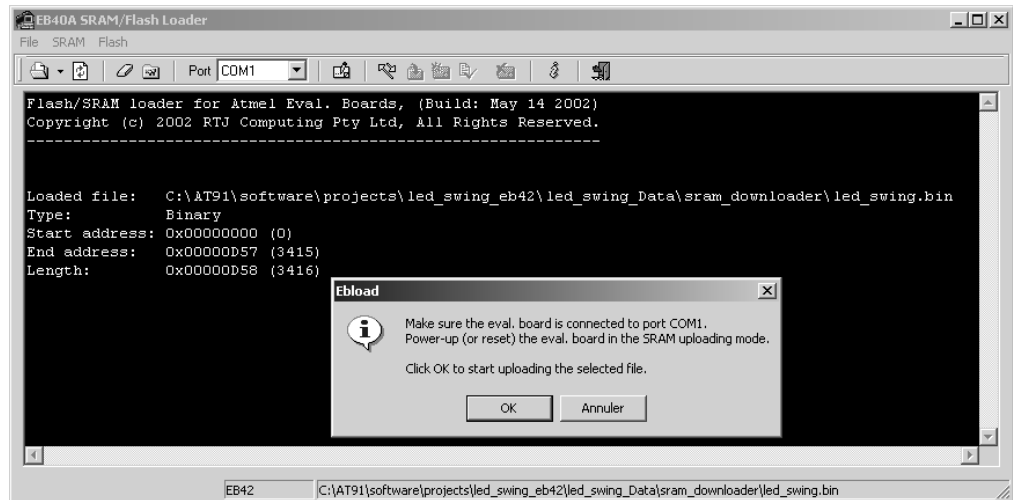 EB40A SRAM/Flash Loader
File SRAM Flash
Port COM1
Flash/SRAM loader for Atmel Eval. Boards, (Build: May 14 2002)
Copyright (c) 2002 RTJ Computing Pty Ltd, All Rights Reserved.
----------------------------------------------------------------
Loaded file: C:\AT91\software\projects\led_swing_eb42\led_swing_Data\sram_downloader\led_swing.bin
Type: Binary
Start address: 0x00000000 (0)
End address: 0x00000D57 (3415)
Length: 0x00000D58 (3416)
Ebload
Make sure the eval. board is connected to port COM1.
Power-up (or reset) the eval. board in the SRAM uploading mode.
Click OK to start uploading the selected file.
OK Annuler
EB42 C:\AT91\software\projects\led_swing_eb42\led_swing_Data\sram_downloader\led_swing.bin